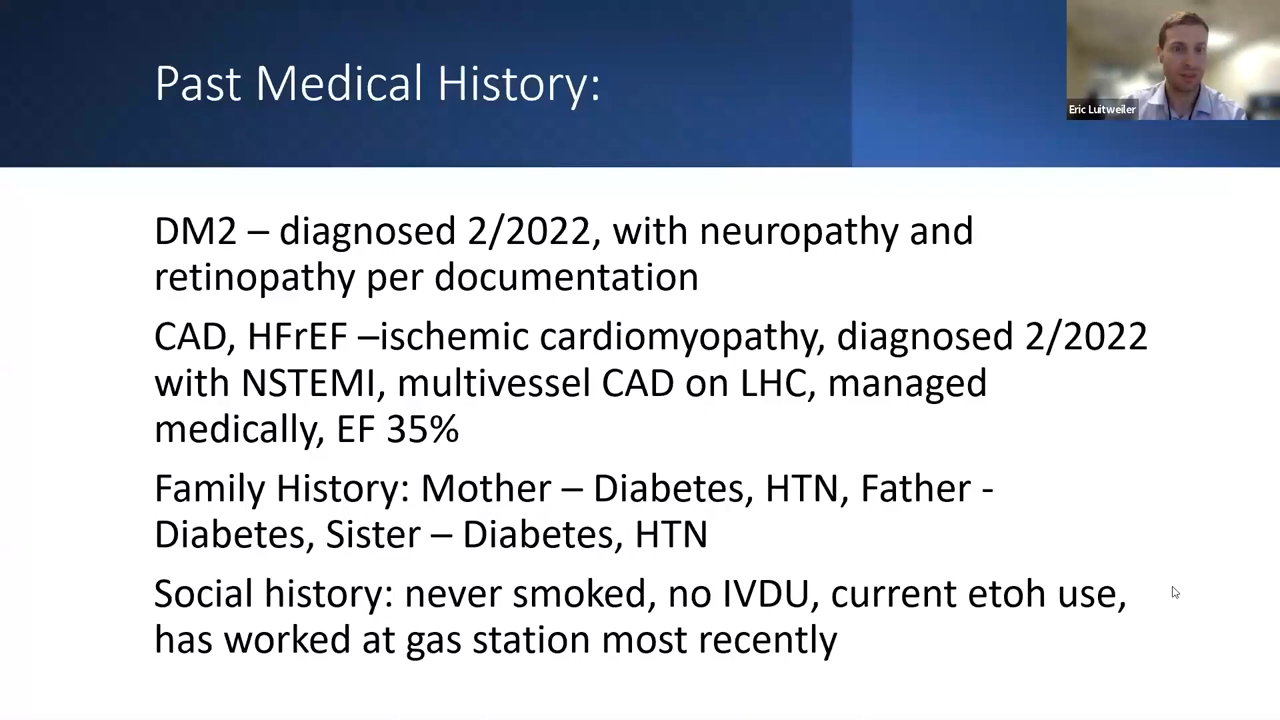 Past Medical History:
Eric Luitweiler
DM2 – diagnosed 2/2022, with neuropathy and
retinopathy per documentation
CAD, HFrEF –ischemic cardiomyopathy, diagnosed 2/2022
with NSTEMI, multivessel CAD on LHC, managed
medically, EF 35%
Family History: Mother – Diabetes, HTN, Father -
Diabetes, Sister – Diabetes, HTN
Social history: never smoked, no IVDU, current etoh use,
has worked at gas station most recently